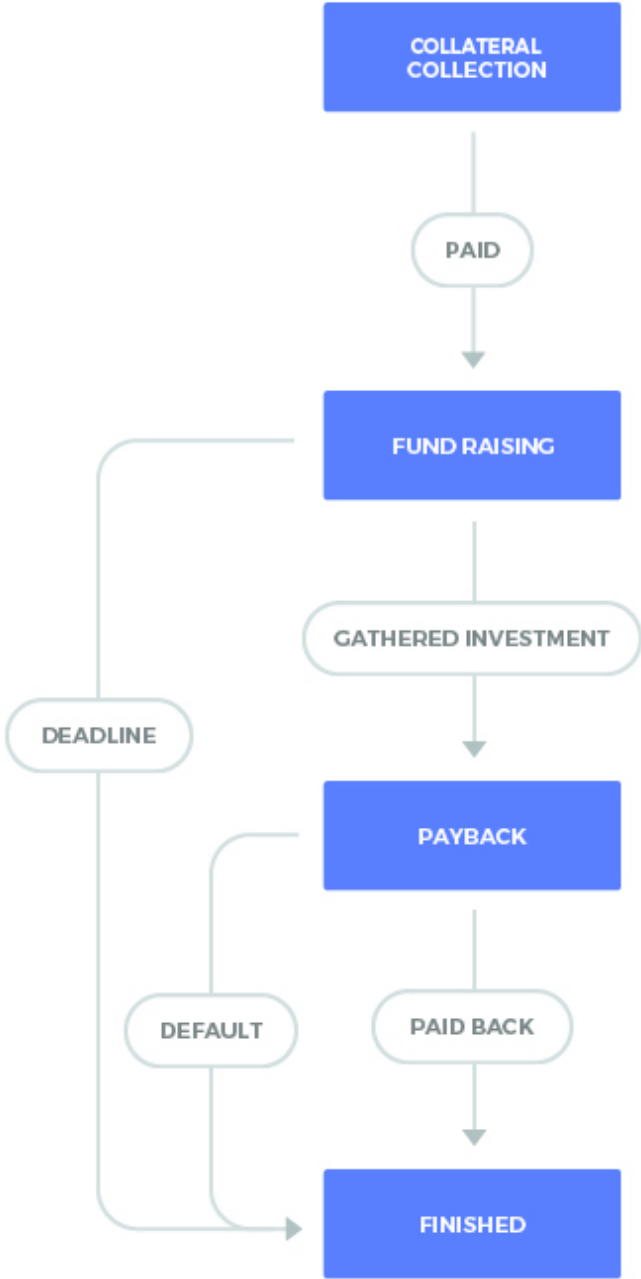 COLLATERAL
COLLECTION
PAID
FUND RAISING
GATHERED INVESTMENT
DEADLINE
PAYBACK
DEFAULT
PAID BACK
FINISHED